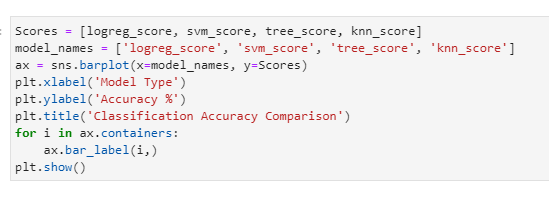 Scores = [logreg_score, svm_score, tree_score, knn_score]
model_names = ['logreg_score', 'svm_score', 'tree_score', 'knn_score']
ax = sns.barplot(x=model_names, y=Scores)
plt.xlabel('Model Type')
plt.ylabel('Accuracy %')
plt.title('Classification Accuracy Comparison')
for i in ax.containers:
    ax.bar_label(i,)
plt.show()